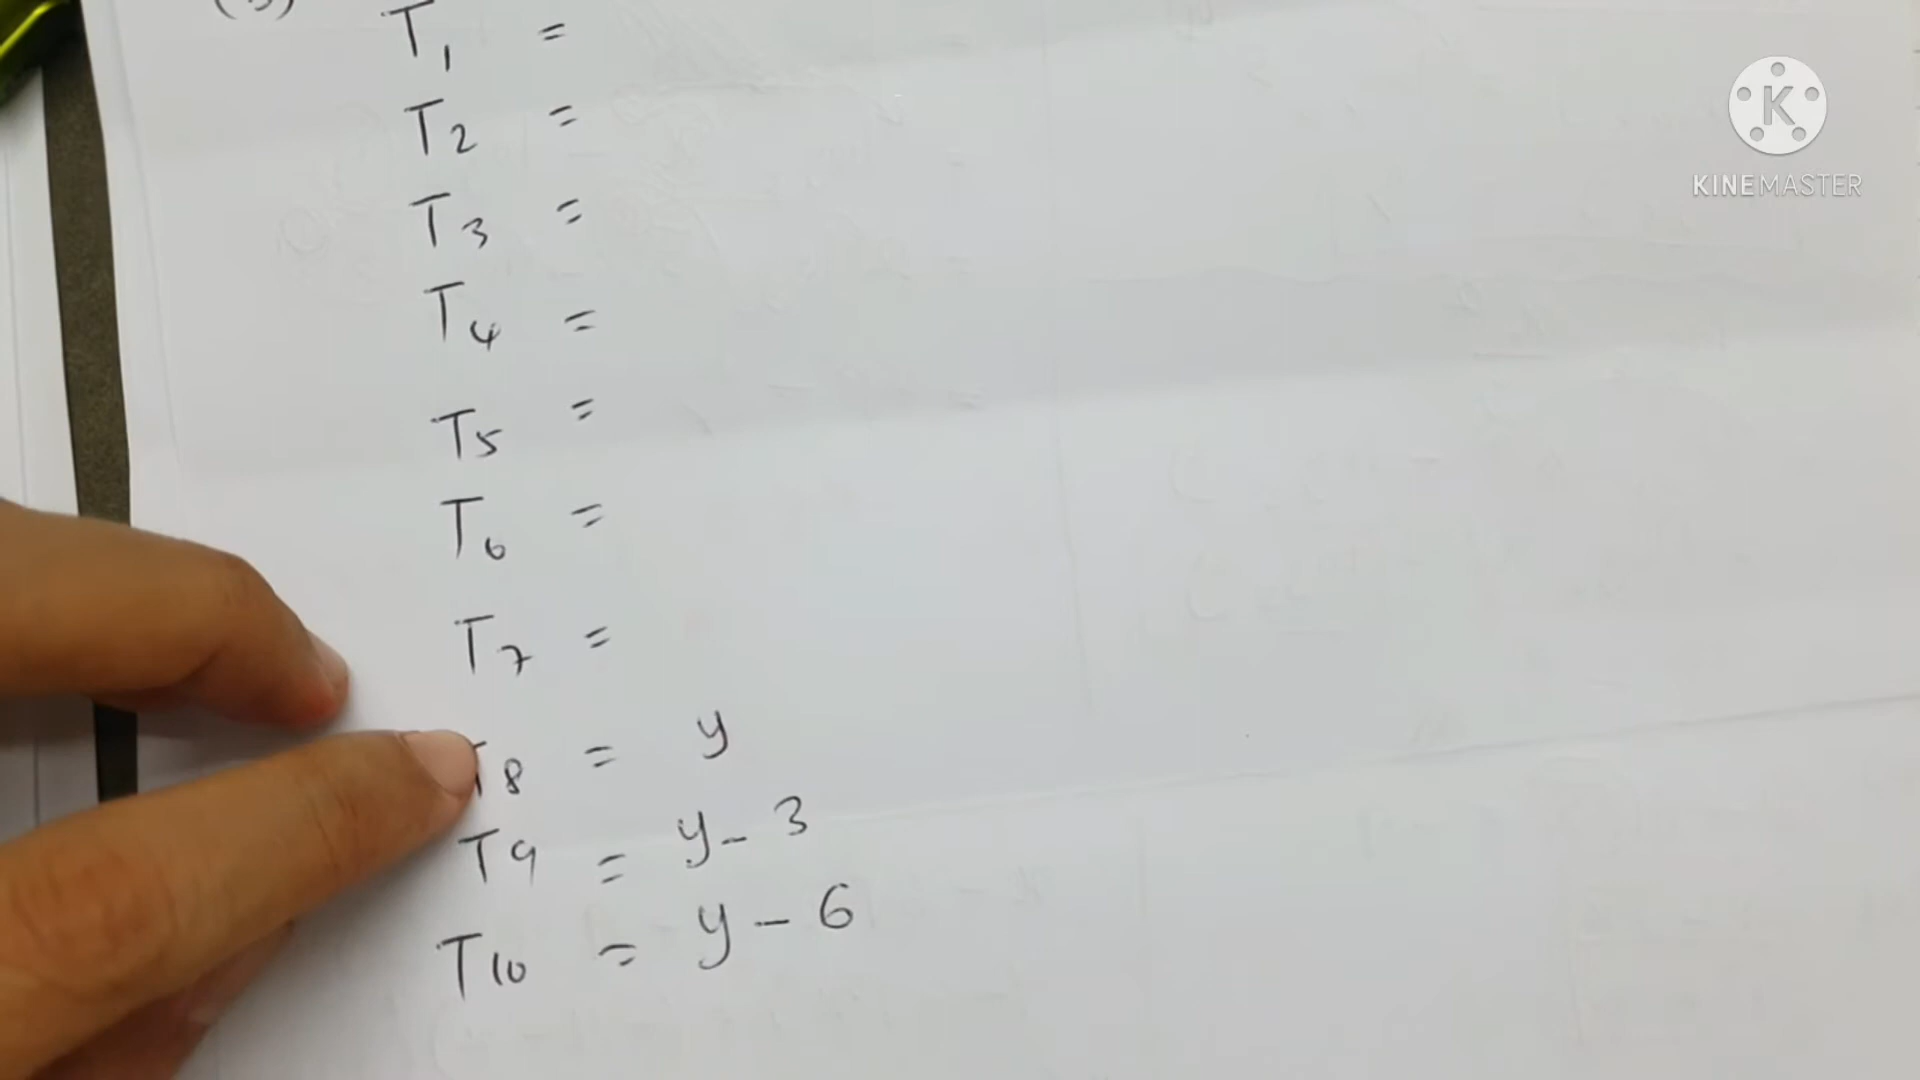 T1 =
T2 =
T3 =
T4 =
T5 =
T6 =
T7 =
T8 = y
T9 = y - 3
T10 = y - 6
K
KINEMASTER